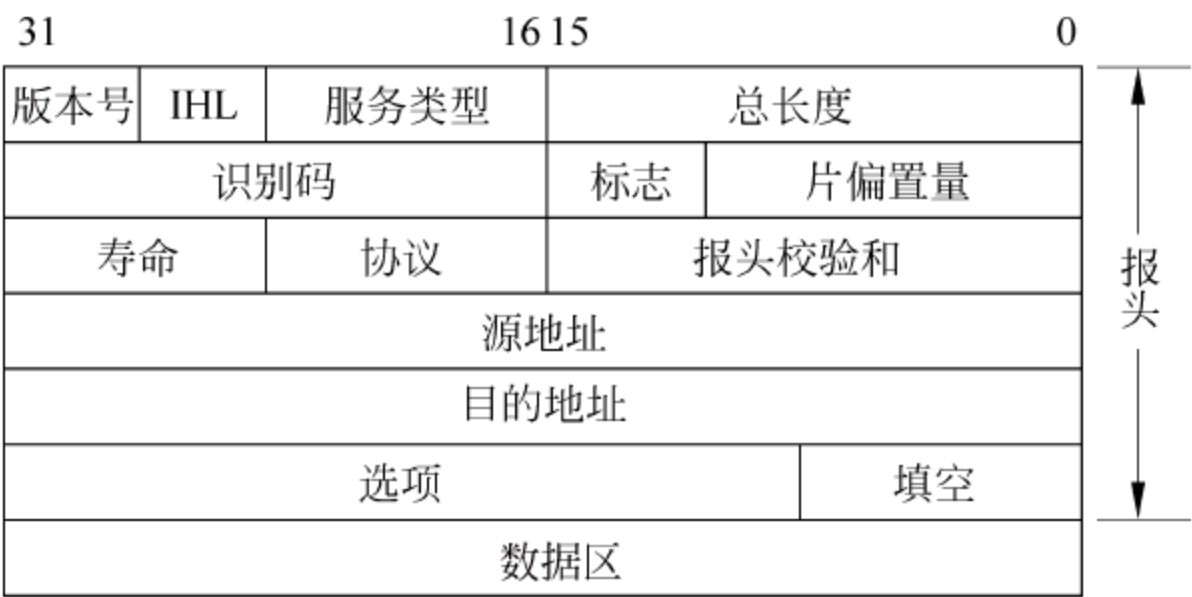 31 16 15 0
版本号 IHL 服务类型 总长度
识别码 标志 片偏置量
寿命 协议 报头校验和
源地址
目的地址
选项 填空
数据区
报头